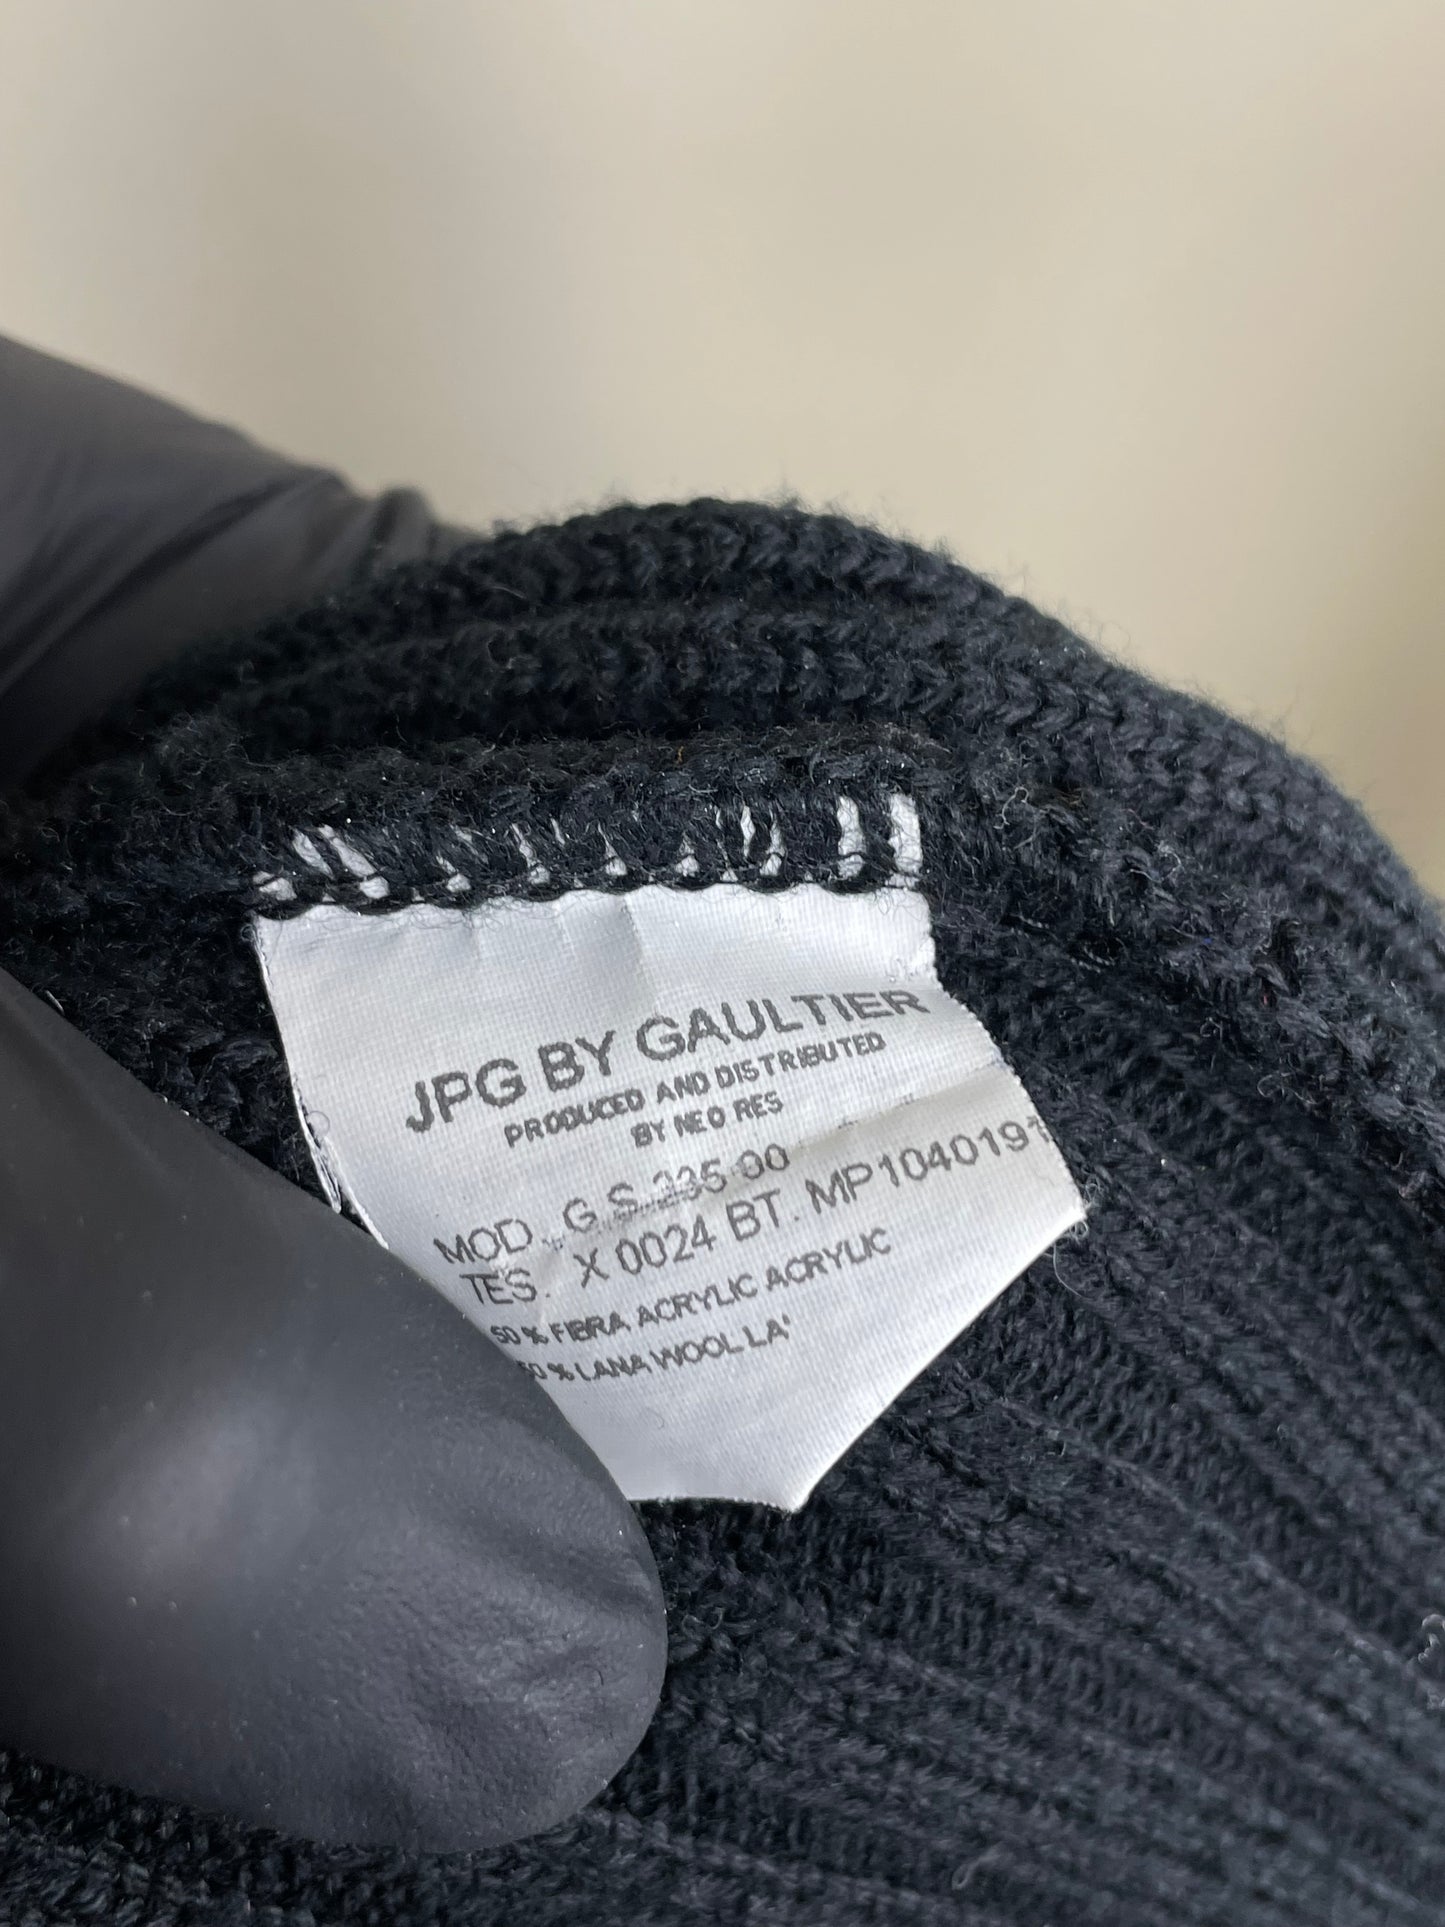 JPG BY GAULTIER
PRODUCED AND DISTRIBUTED
BY NEO RES
MOD. G S 235 00
TES. X 0024 BT. MP1040191
50 % FIBRA ACRYLIC ACRYLIC
50 % LANA WOOL LA'